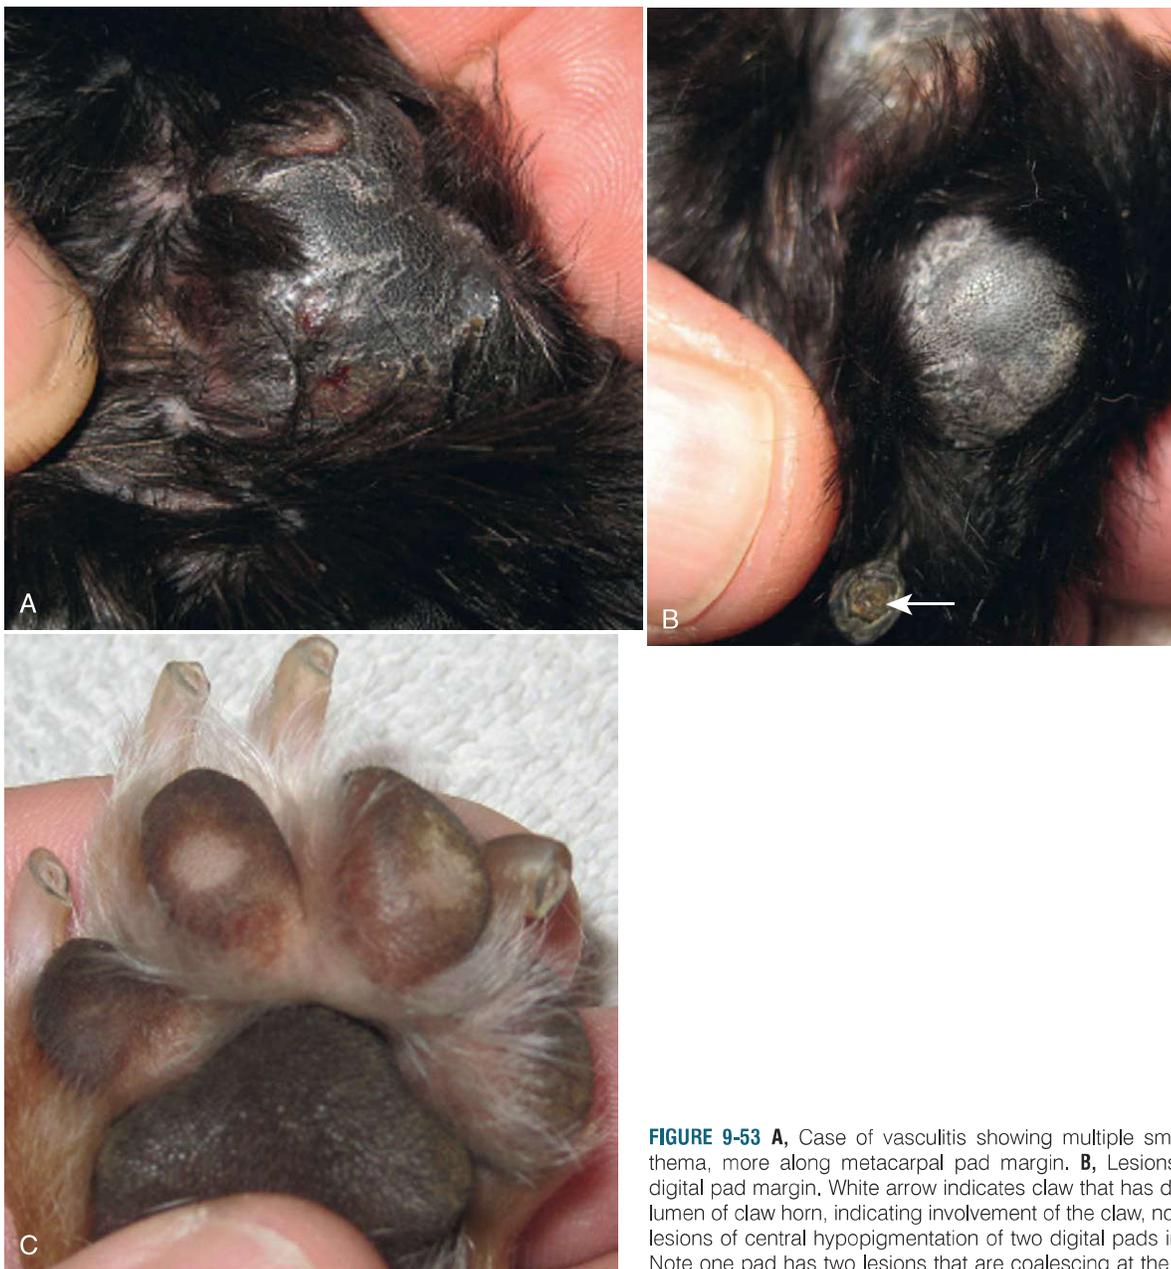 A
B
C
FIGURE 9-53 A, Case of vasculitis showing multiple
thema, more along metacarpal pad margin. B, Lesions
digital pad margin. White arrow indicates claw that has
lumen of claw horn, indicating involvement of the claw,
lesions of central hypopigmentation of two digital pads
Note one pad has two lesions that are coalescing at the